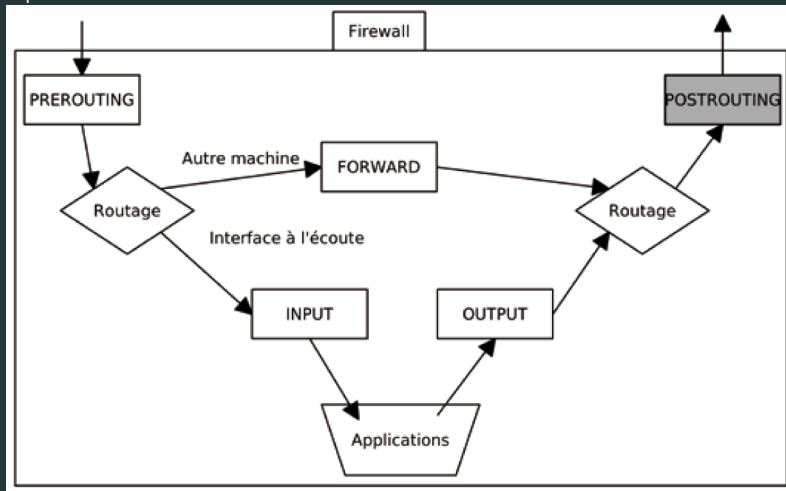 Firewall
PREROUTING
POSTROUTING
Autre machine
FORWARD
Routage
Routage
Interface à l'écoute
INPUT
OUTPUT
Applications